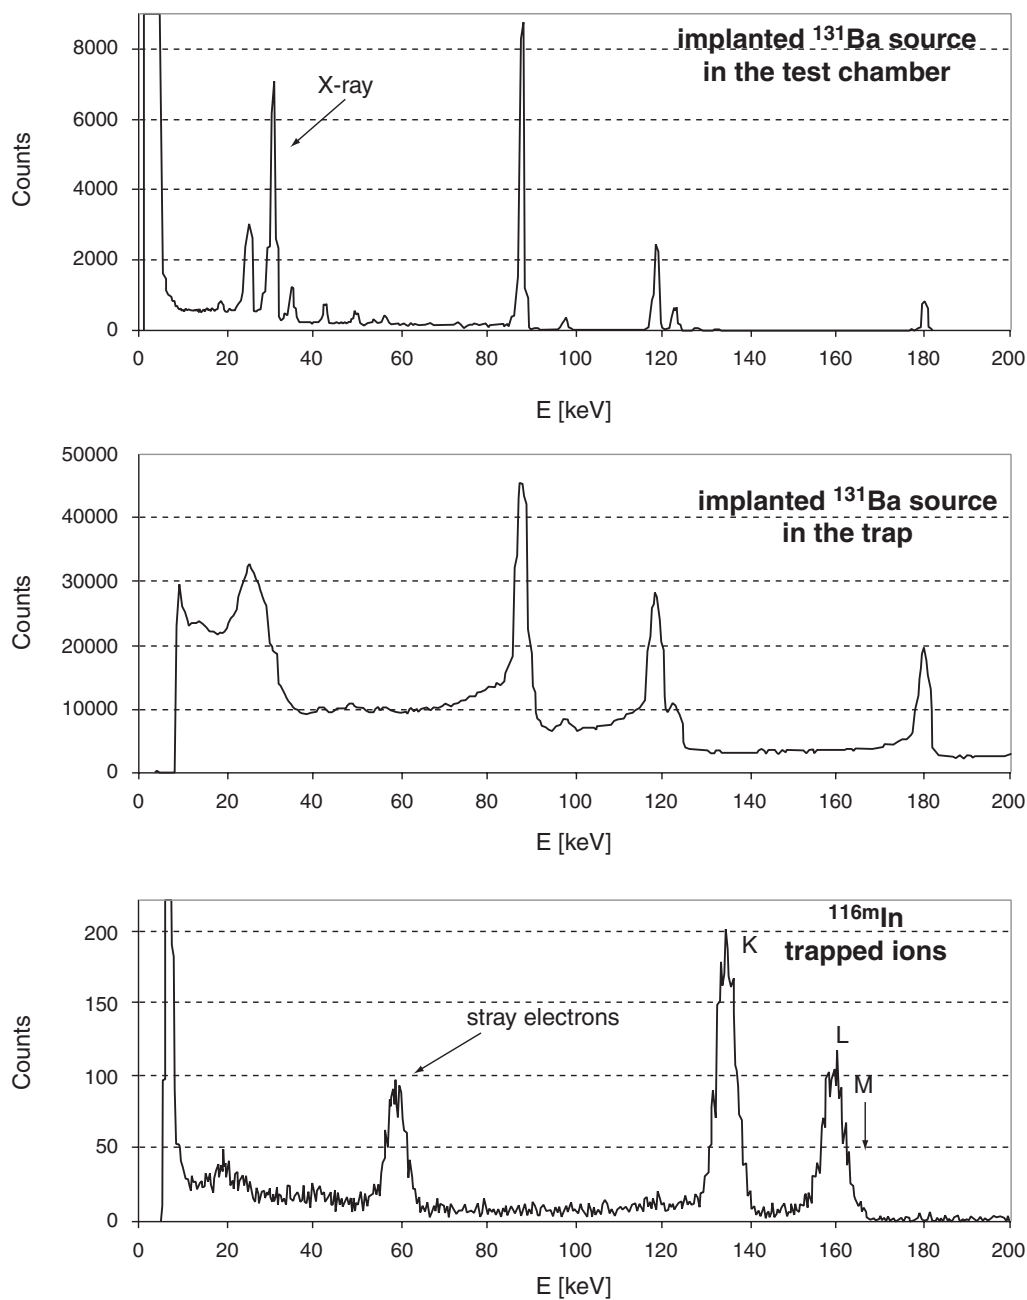 implanted ¹³¹Ba source
in the test chamber
X-ray
Counts
8000
6000
4000
2000
0
0 20 40 60 80 100 120 140 160 180 200
E [keV]
50000
implanted ¹³¹Ba source
in the trap
Counts
40000
30000
20000
10000
0
0 20 40 60 80 100 120 140 160 180 200
E [keV]
¹¹⁶ᵐIn
trapped ions
K
stray electrons
L
M
Counts
200
150
100
50
0
0 20 40 60 80 100 120 140 160 180 200
E [keV]